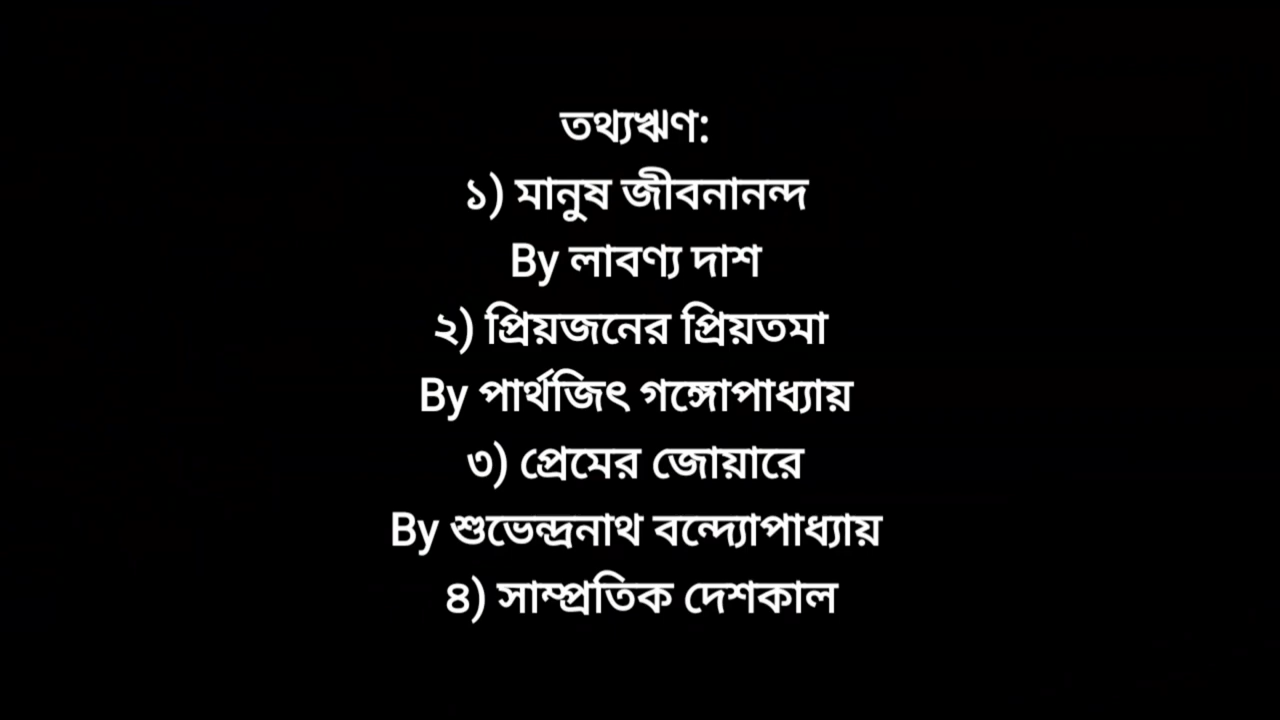 তথ্যঋণ:
১) মানুষ জীবনানন্দ
By লাবণ্য দাশ
২) প্রিয়জনের প্রিয়তমা
By পার্থজিৎ গঙ্গোপাধ্যায়
৩) প্রেমের জোয়ারে
By শুভেন্দ্রনাথ বন্দ্যোপাধ্যায়
৪) সাম্প্রতিক দেশকাল